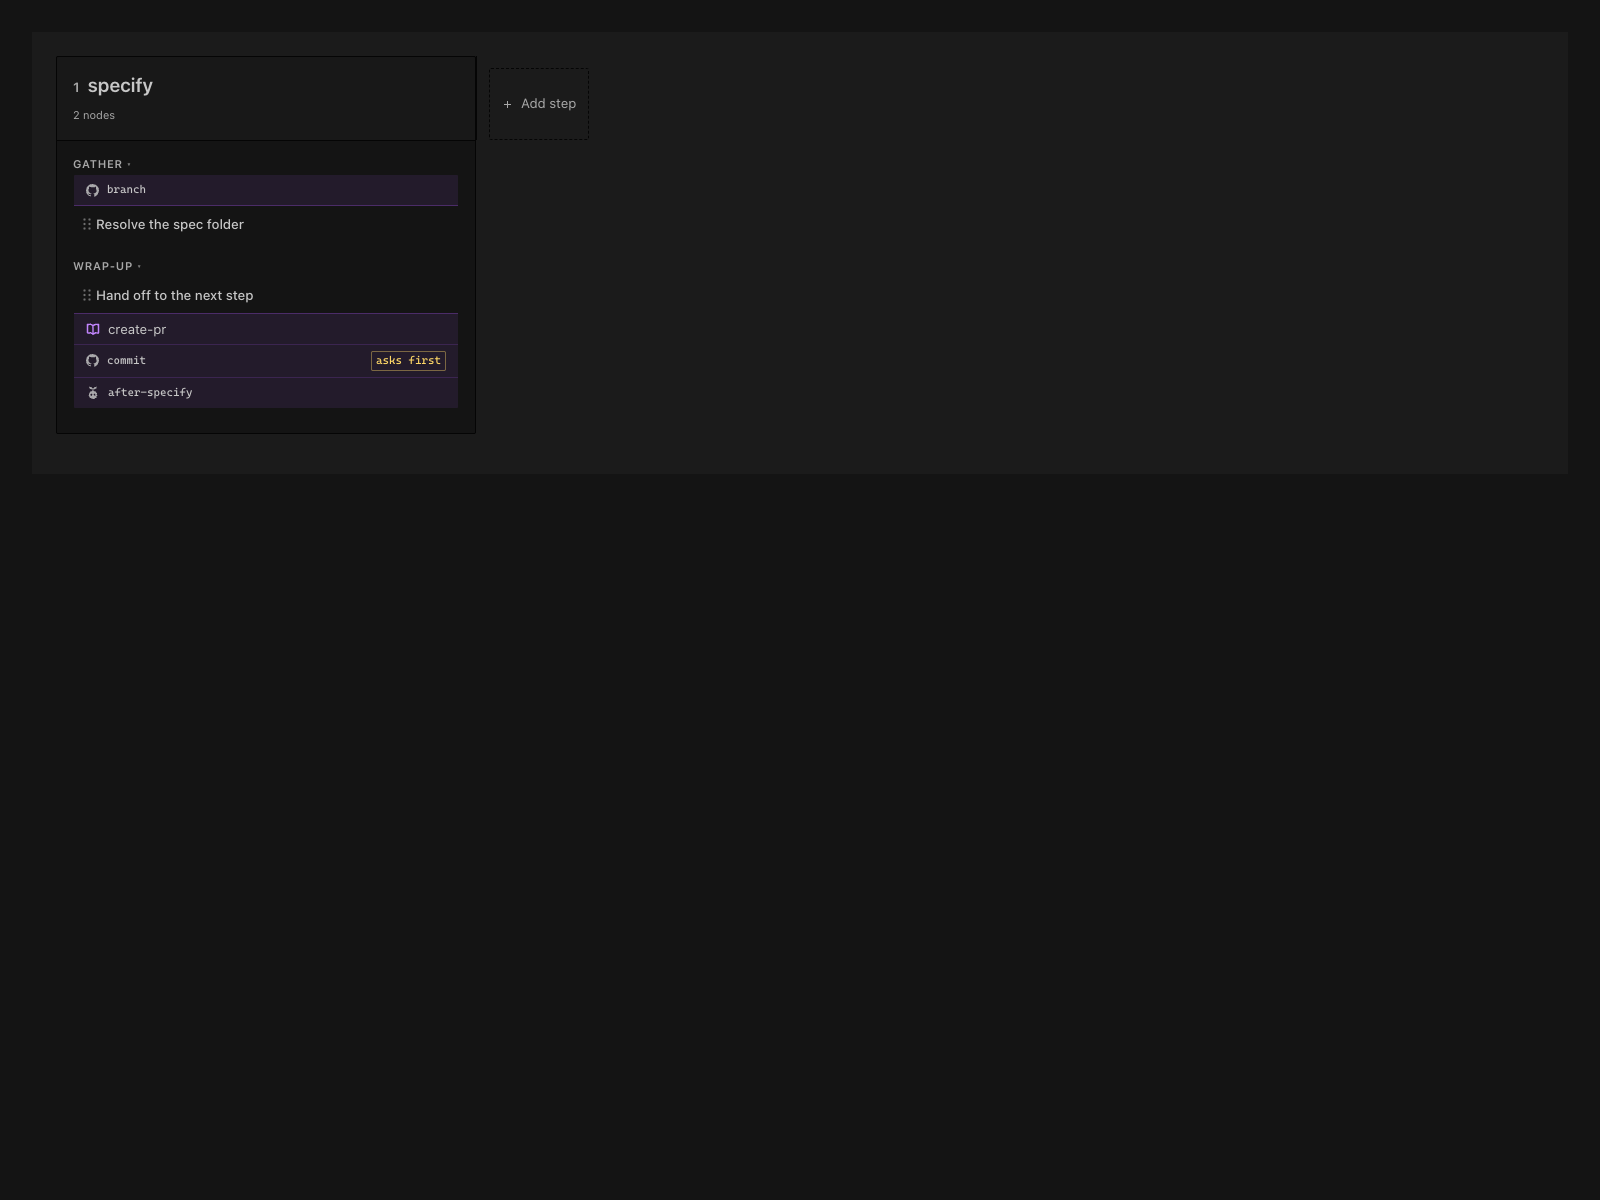 1 specify
2 nodes
+ Add step
GATHER
branch
Resolve the spec folder
WRAP-UP
Hand off to the next step
create-pr
commit
asks first
after-specify